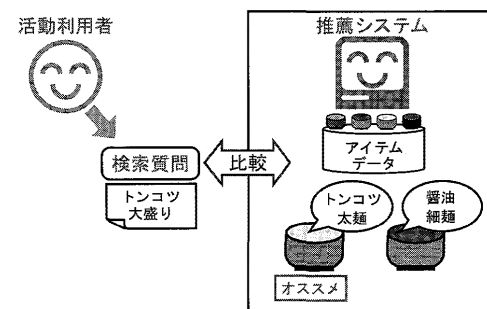 活動利用者
推薦システム
検索質問
比較
アイテム
データ
トンコツ
大盛り
トンコツ
太麺
醤油
細麺
オススメ